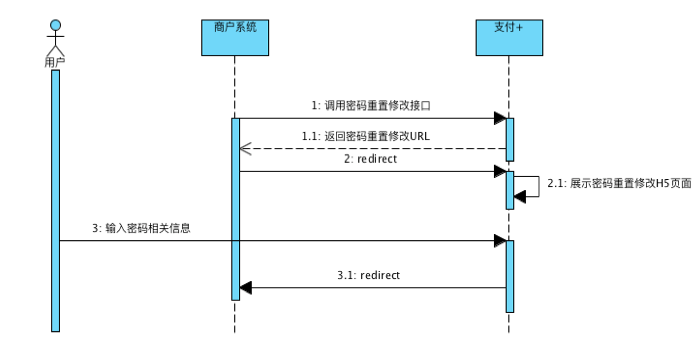 商户系统
支付+
用户
1: 调用密码重置修改接口
1.1: 返回密码重置修改URL
2: redirect
2.1: 展示密码重置修改H5页面
3: 输入密码相关信息
3.1: redirect